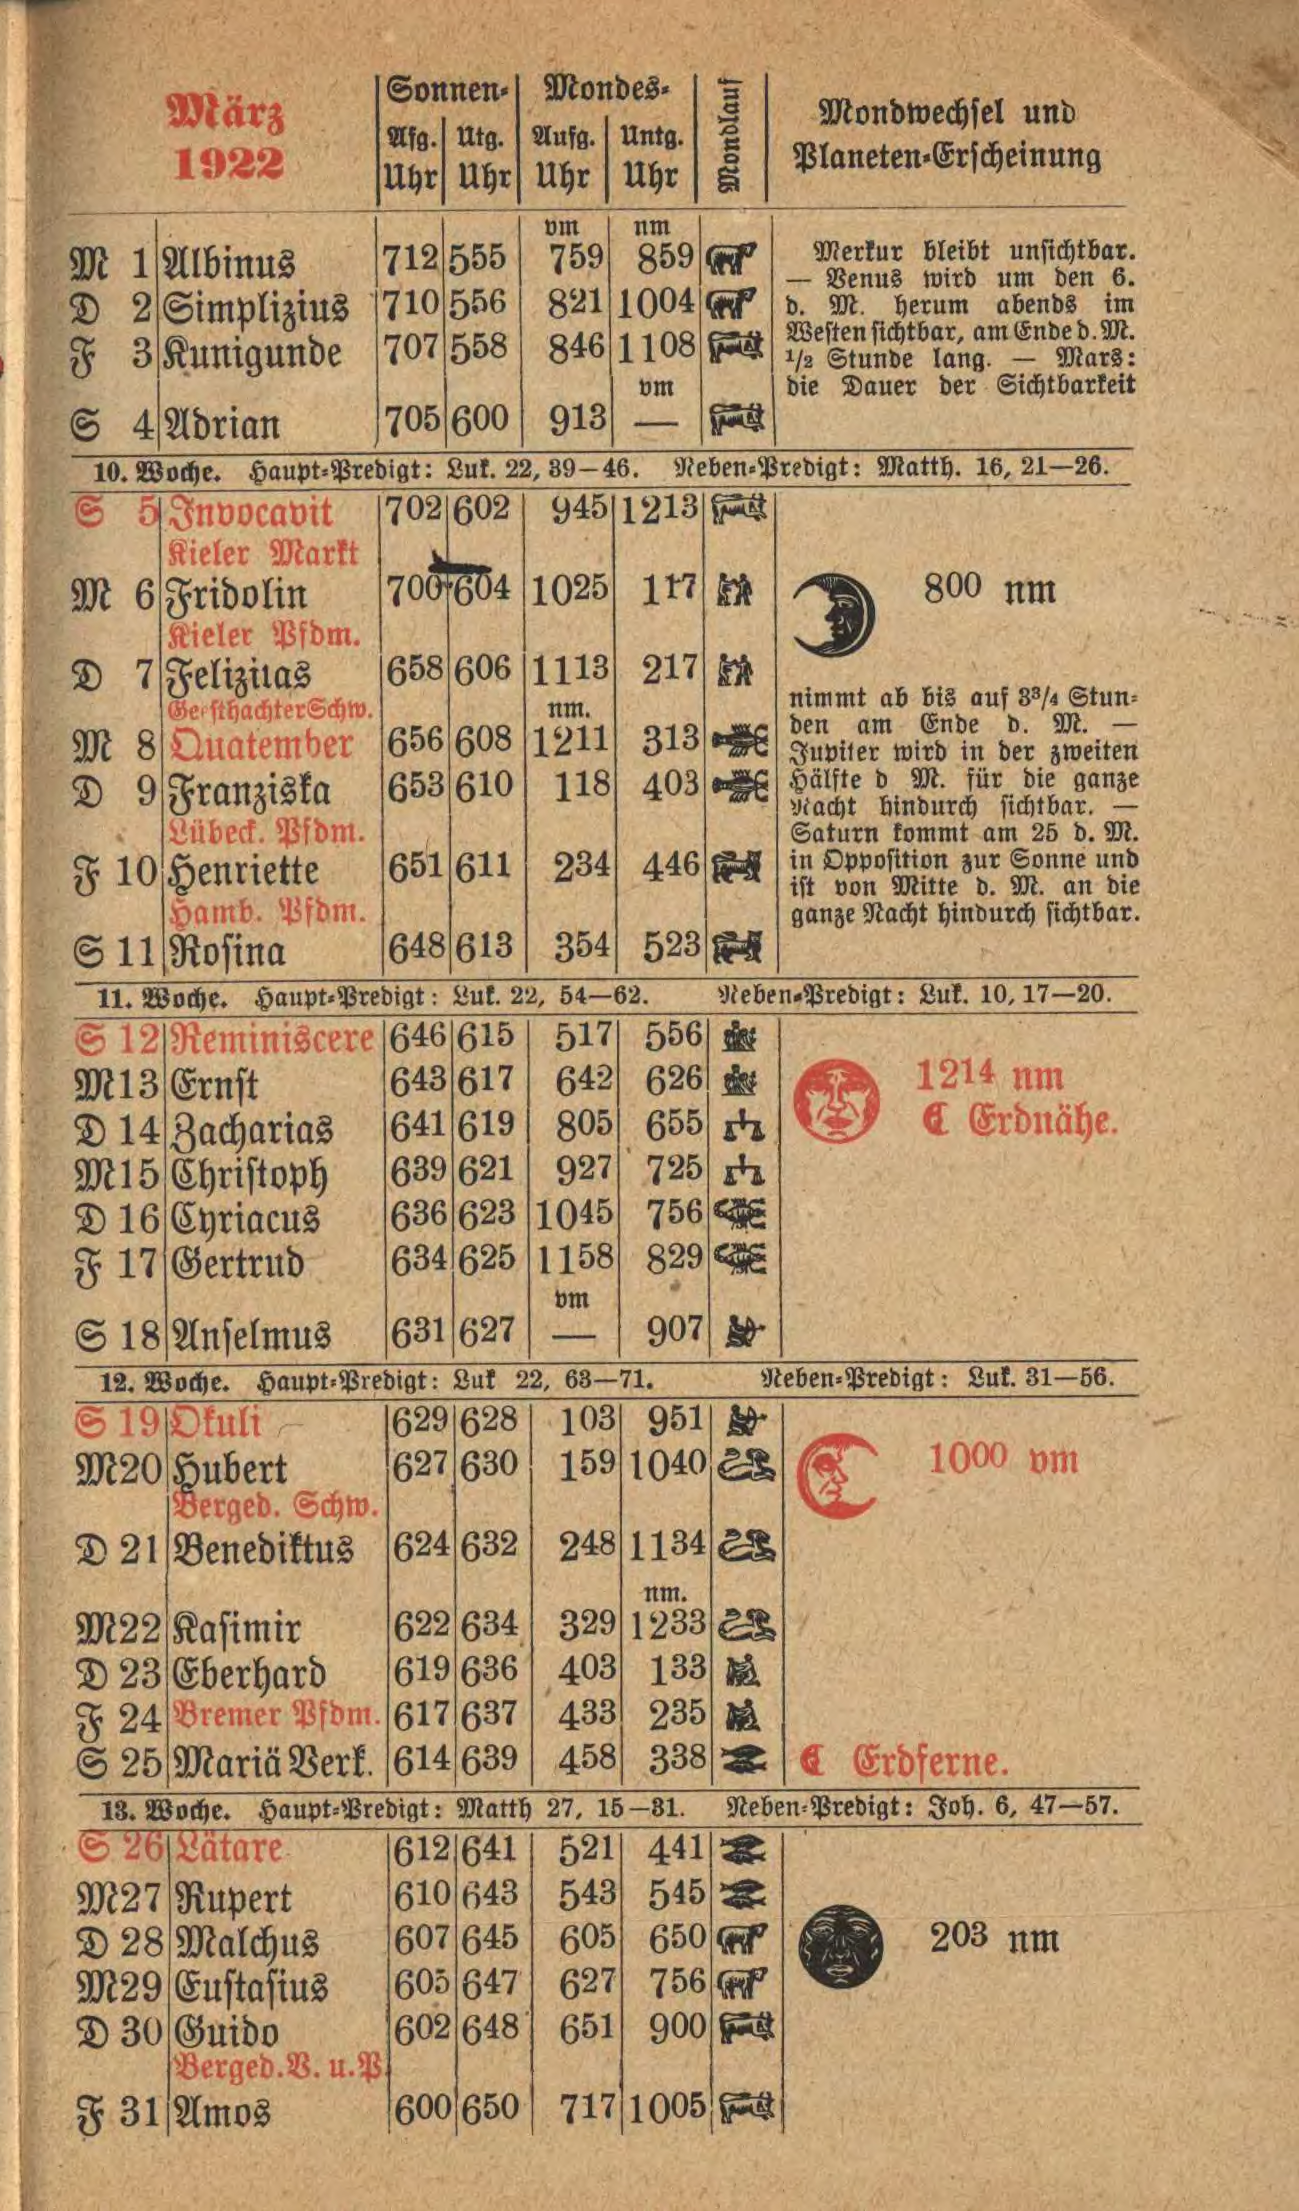 März
1922
Sonnen-
Mondes-
Afg. Utg. Aufg. Untg.
Uhr Uhr Uhr Uhr
Mondlauf
Mondwechsel und
Planeten-Erscheinung
vm nm
M 1 Albinus 712 555 759 859
D 2 Simplizius 710 556 821 1004
F 3 Kunigunde 707 558 846 1108
vm
S 4 Adrian 705 600 913 —
Merkur bleibt unsichtbar.
— Venus wird um den 6.
d. M. herum abends im
Westen sichtbar, am Ende d. M.
1/2 Stunde lang. — Mars:
die Dauer der Sichtbarkeit
10. Woche. Haupt-Predigt: Luk. 22, 39—46. Neben-Predigt: Matth. 16, 21—26.
S 5 Invocavit 702 602 945 1213
Kieler Markt
M 6 Fridolin 700 604 1025 117
Kieler Pfdm.
D 7 Felizitas 658 606 1113 217
Geesthachter Schw. nm.
M 8 Quatember 656 608 1211 313
D 9 Franziska 653 610 118 403
Lübeck. Pfdm.
F 10 Henriette 651 611 234 446
Hamb. Pfdm.
S 11 Rosina 648 613 354 523
800 nm
nimmt ab bis auf 3 3/4 Stun-
den am Ende d. M. —
Jupiter wird in der zweiten
Hälfte d M. für die ganze
Nacht hindurch sichtbar. —
Saturn kommt am 25 d. M.
in Opposition zur Sonne und
ist von Mitte d. M. an die
ganze Nacht hindurch sichtbar.
11. Woche. Haupt-Predigt: Luk. 22, 54—62. Neben-Predigt: Luk. 10, 17—20.
S 12 Reminiscere 646 615 517 556
M 13 Ernst 643 617 642 626
D 14 Zacharias 641 619 805 655
M 15 Christoph 639 621 927 725
D 16 Cyriacus 636 623 1045 756
F 17 Gertrud 634 625 1158 829
vm
S 18 Anselmus 631 627 — 907
1214 nm
☾ Erdnähe.
12. Woche. Haupt-Predigt: Luk 22, 63—71. Neben-Predigt: Luk. 31—56.
S 19 Okuli 629 628 103 951
M 20 Hubert 627 630 159 1040
Berged. Schw.
D 21 Benediktus 624 632 248 1134
nm.
M 22 Kasimir 622 634 329 1233
D 23 Eberhard 619 636 403 133
F 24 Bremer Pfdm. 617 637 433 235
S 25 Mariä Verk. 614 639 458 338
1000 vm
☾ Erdferne.
13. Woche. Haupt-Predigt: Matth 27, 15—31. Neben-Predigt: Joh. 6, 47—57.
S 26 Lätare 612 641 521 441
M 27 Rupert 610 643 543 545
D 28 Malchus 607 645 605 650
M 29 Eustasius 605 647 627 756
D 30 Guido 602 648 651 900
Berged. V. u. P
F 31 Amos 600 650 717 1005
203 nm